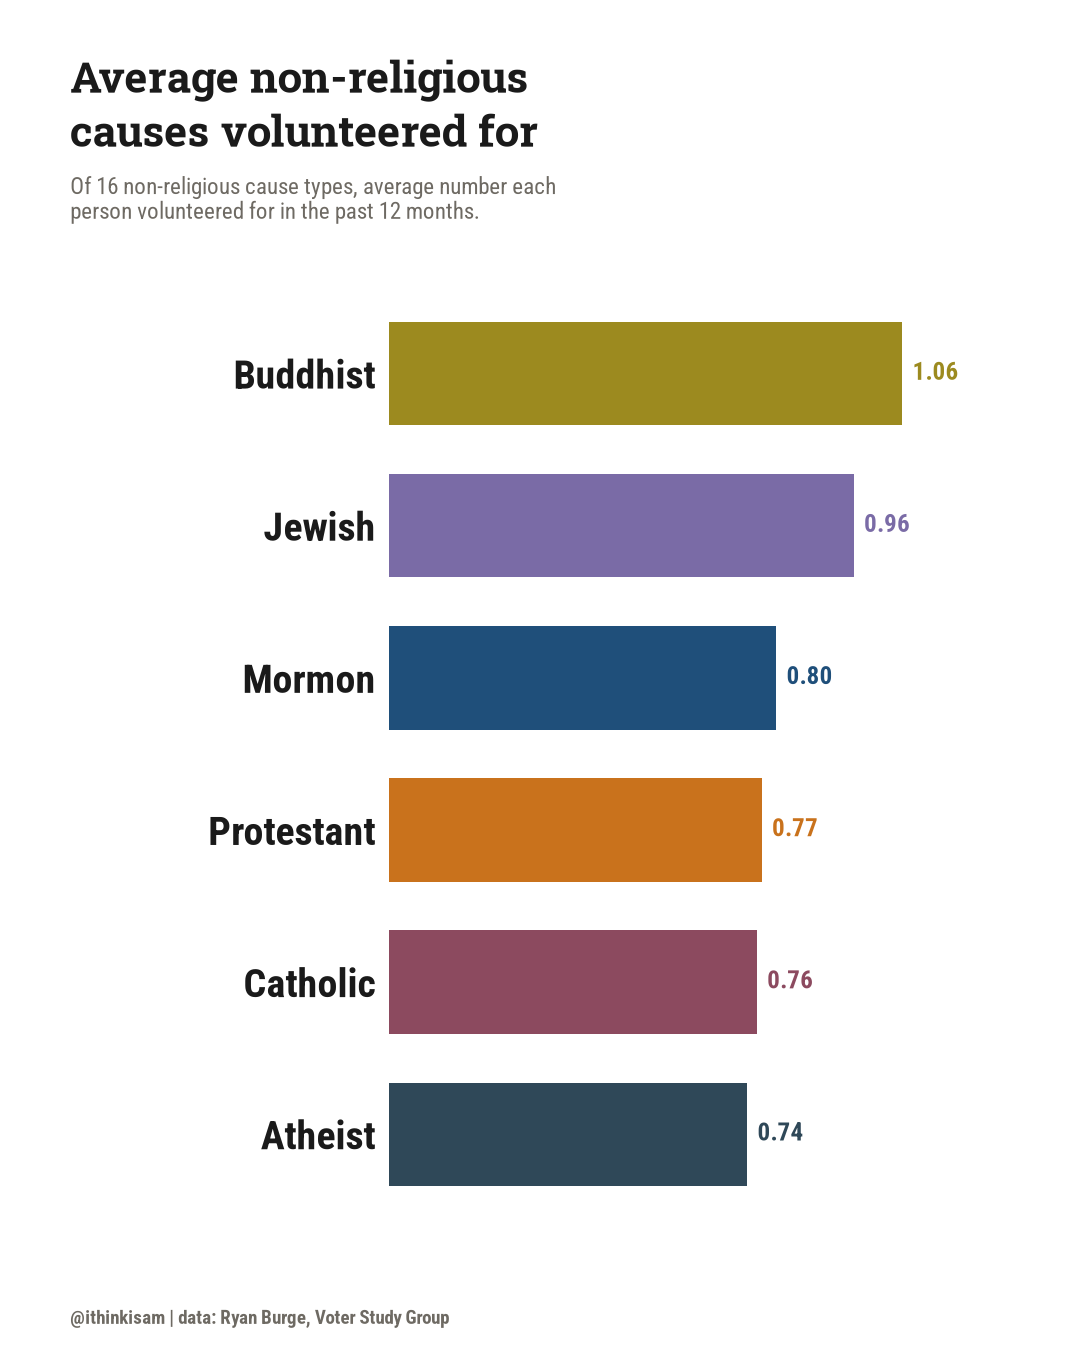 Average non-religious
causes volunteered for
Of 16 non-religious cause types, average number each
person volunteered for in the past 12 months.
Buddhist 1.06
Jewish 0.96
Mormon 0.80
Protestant 0.77
Catholic 0.76
Atheist 0.74
@ithinkisam | data: Ryan Burge, Voter Study Group